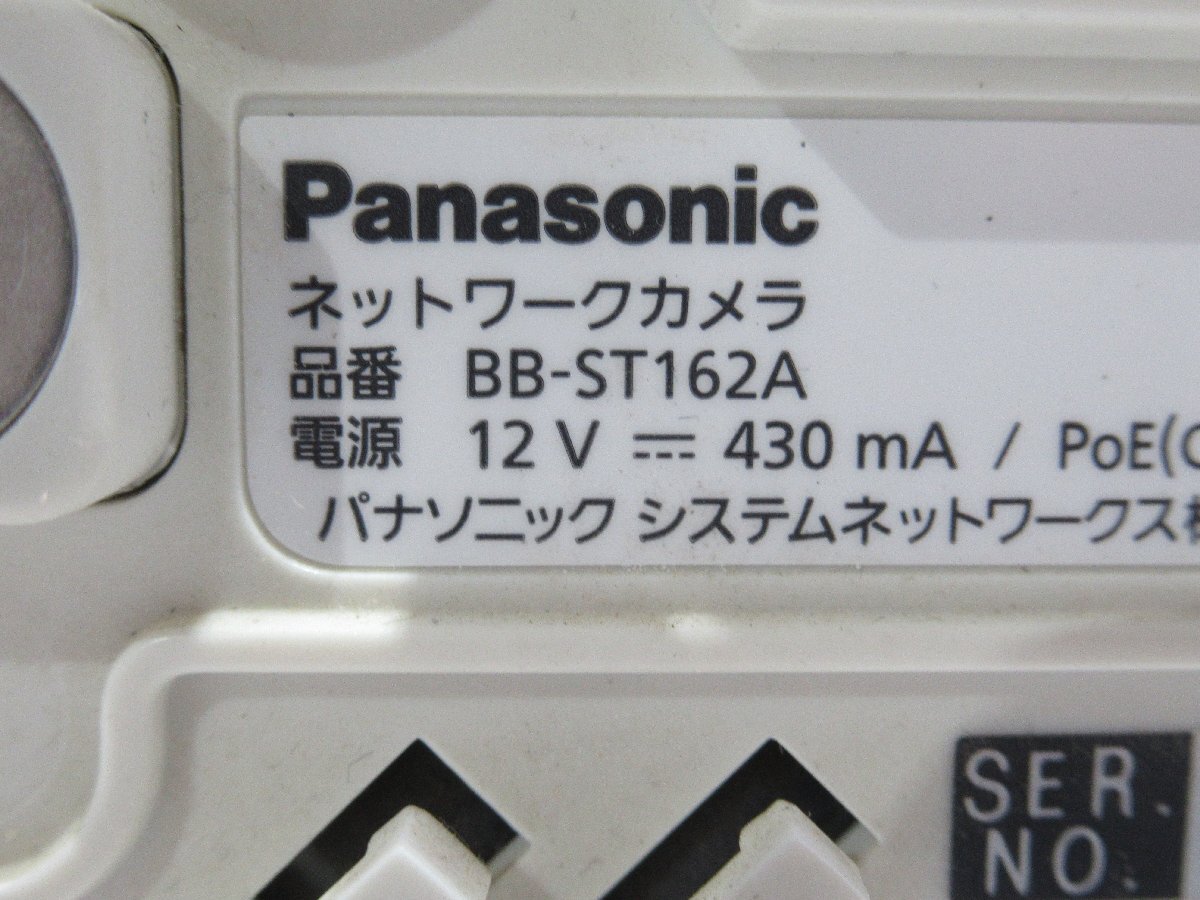 Panasonic
ネットワークカメラ
品番 BB-ST162A
電源 12 V ⎓ 430 mA / PoE(
パナソニック システムネットワークス
SER.
NO.